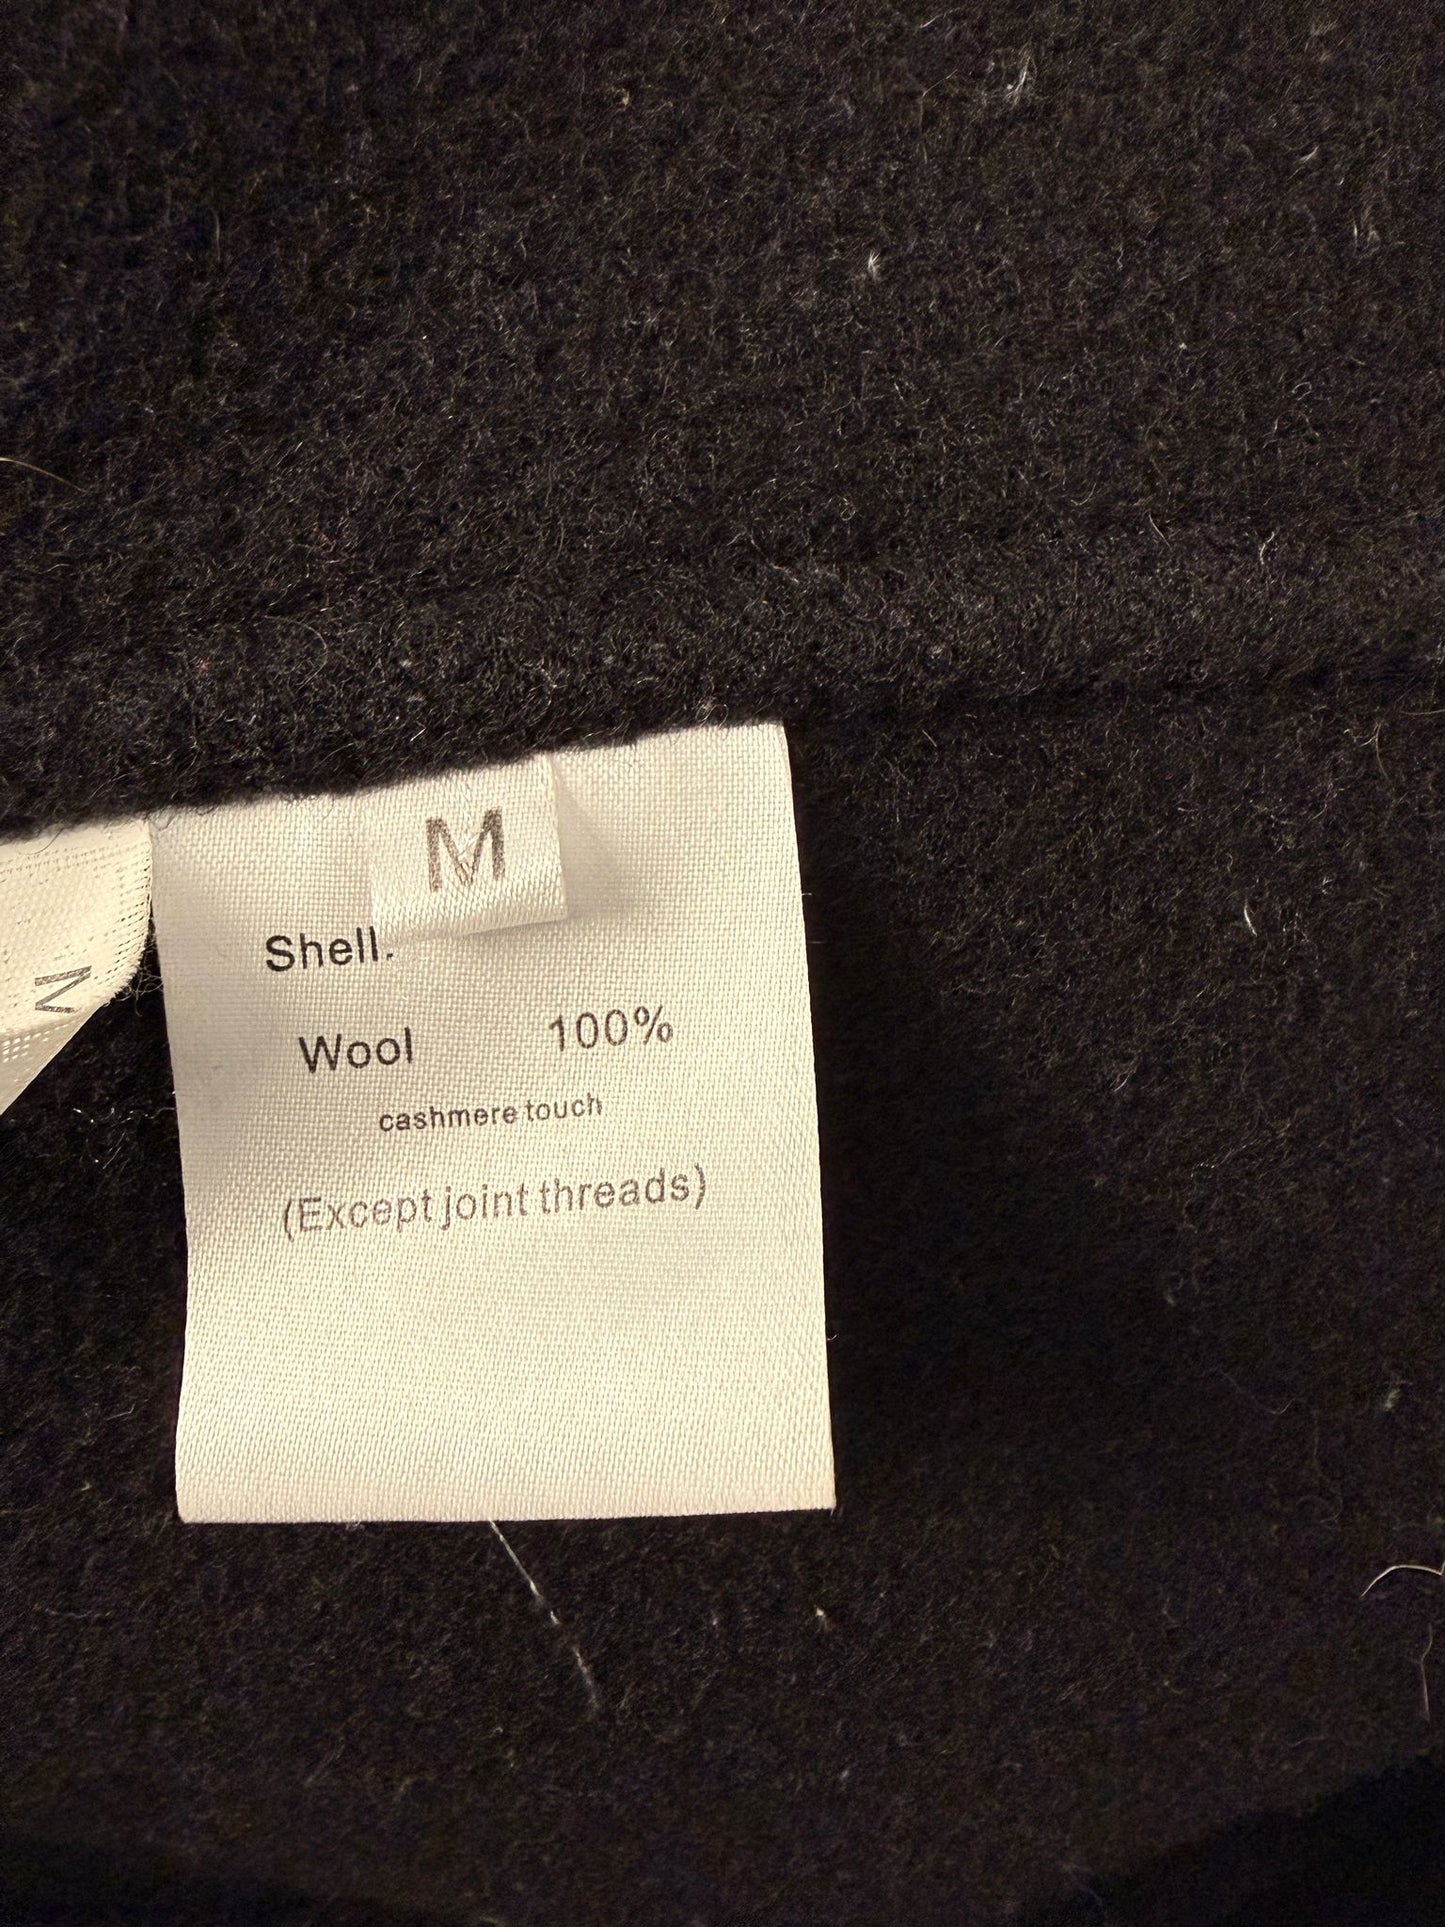 M
Shell:
Wool 100%
cashmere touch
(Except joint threads)
M